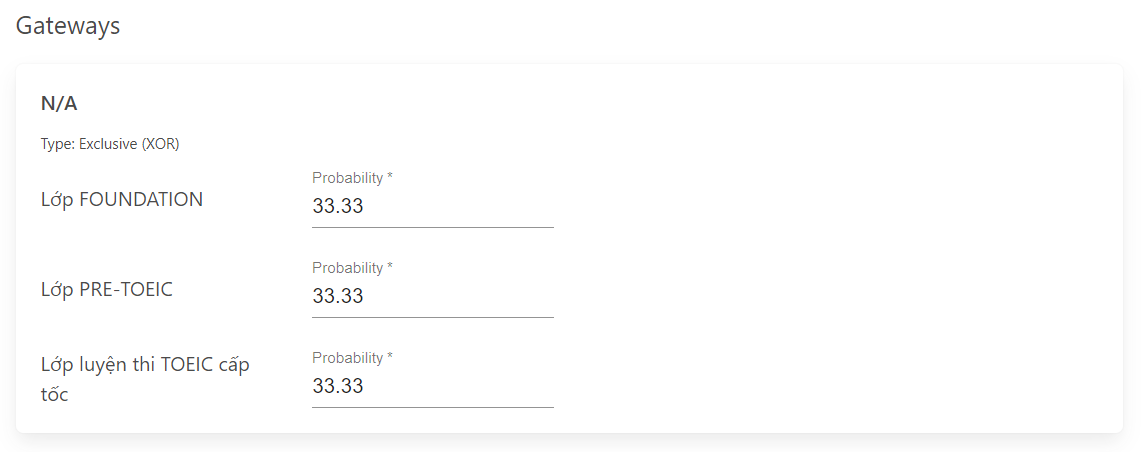 Gateways
N/A
Type: Exclusive (XOR)
Lớp FOUNDATION
Probability *
33.33
Lớp PRE-TOEIC
Probability *
33.33
Lớp luyện thi TOEIC cấp
tốc
Probability *
33.33